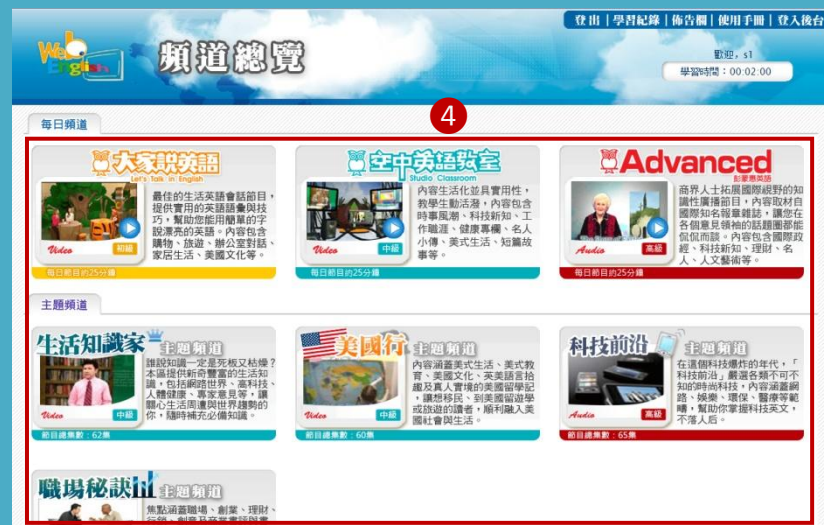 登出 | 學習紀錄 | 佈告欄 | 使用手冊 | 登入後台
Web English
頻道總覽
歡迎，s1
學習時間：00:02:00
4
每日頻道
大家說英語
Let's Talk in English
最佳的生活英語會話節目，
提供實用的英語語彙與技
巧，幫助您能用簡單的字
說漂亮的英語。內容包含
購物、旅遊、辦公室對話、
家居生活、美國文化等。
Video
初級
每日節目約25分鐘
空中英語教室
Studio Classroom
內容生活化並具實用性，
教學生動活潑，內容包含
時事風潮、科技新知、工
作職涯、健康專欄、名人
小傳、美式生活、短篇故
事等。
Video
中級
每日節目約25分鐘
Advanced
彭蒙惠英語
商界人士拓展國際視野的知
識性廣播節目，內容取材自
國際知名報章雜誌，讓您在
各個意見領袖的話題圈都能
侃侃而談。內容包含國際政
經、科技新知、理財、名
人、人文藝術等。
Audio
高級
每日節目約25分鐘
主題頻道
生活知識家
主題頻道
誰說知識一定是死板又枯燥？
本區提供新奇豐富的生活知
識，包括網路世界、高科技、
人體健康、專家意見等，讓
關心生活周遭與世界趨勢的
你，隨時補充必備知識。
Video
中級
節目總集數：62集
美國行
主題頻道
內容涵蓋美式生活、美式教
育、美國文化、英美語言拾
趣及真人實境的美國留學記
，讓想移民、到美國留遊學
或旅遊的讀者，順利融入美
國社會與生活。
Video
中級
節目總集數：60集
科技前沿
主題頻道
在這個科技爆炸的年代，「
科技前沿」嚴選各類不可不
知的時尚科技，內容涵蓋網
路、娛樂、環保、醫療等範
疇，幫助你掌握科技英文，
不落人后。
Audio
高級
節目總集數：65集
職場秘訣
主題頻道
焦點涵蓋職場、創業、理財、